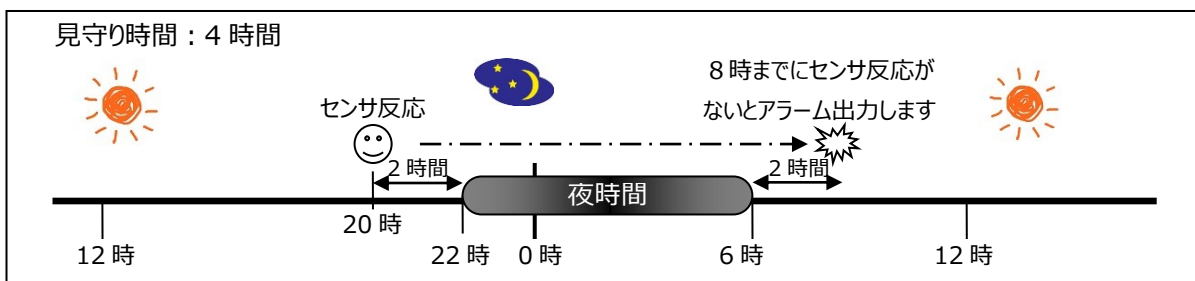 見守り時間：4 時間
8 時までにセンサ反応が
ないとアラーム出力します
センサ反応
2 時間
2 時間
夜時間
12 時
20 時
22 時
0 時
6 時
12 時